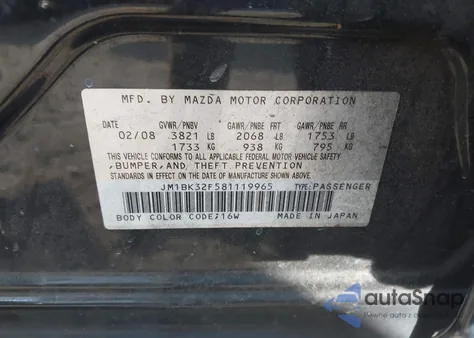 MFD. BY MAZDA MOTOR CORPORATION
DATE GVWR/PNBV GAWR/PNBE FRT GAWR/PNBE RR
02/08 3821 LB 2068 LB 1753 LB
1733 KG 938 KG 795 KG
THIS VEHICLE CONFORMS TO ALL APPLICABLE FEDERAL MOTOR VEHICLE SAFETY,
BUMPER, AND THEFT PREVENTION
STANDARDS IN EFFECT ON THE DATE OF MANUFACTURE SHOWN ABOVE.
JM1BK32F581119965 TYPE:PASSENGER
BODY COLOR CODE;16W MADE IN JAPAN
autoSnap
Pewne auto z